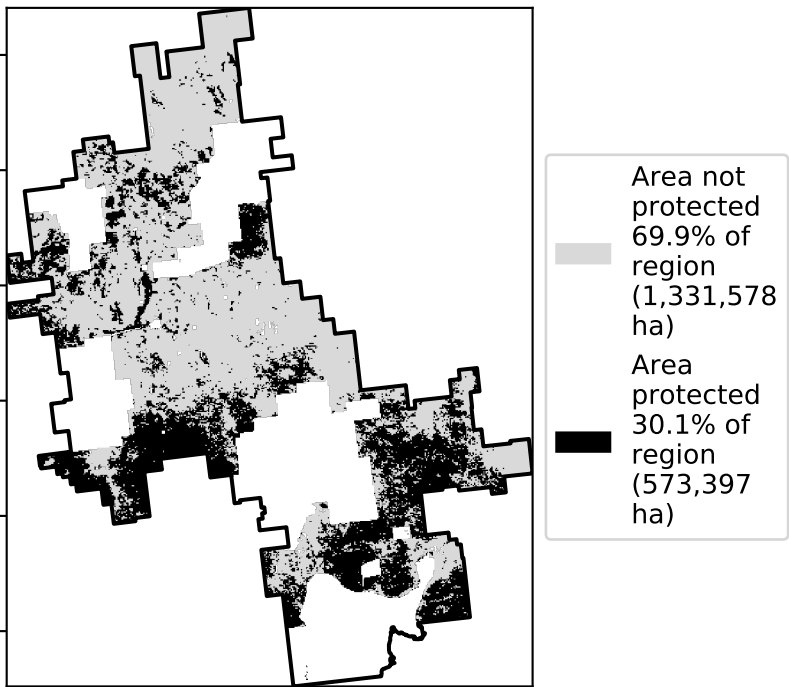 Area not
protected
69.9% of
region
(1,331,578
ha)
Area
protected
30.1% of
region
(573,397
ha)